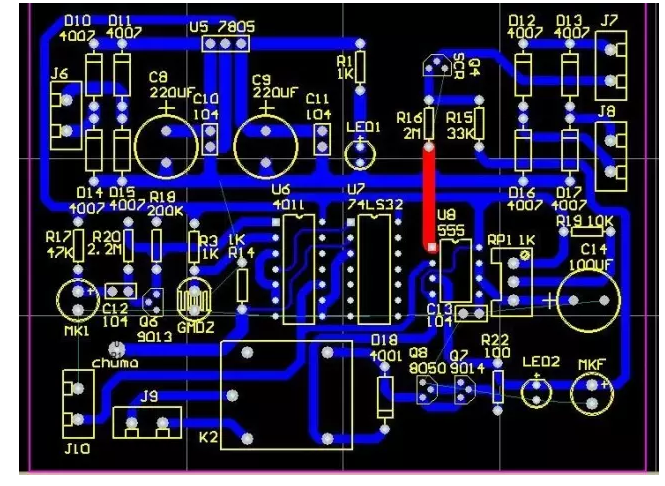 D10 D11
4007 4007
U5 7805
D12 D13
4007 4007
J7
J6
C8
220UF
C9
220UF
R1
1K
SCR
Q4
C10
104
C11
104
R16
2M
R15
33K
J8
LED1
D14 D15
4007 4007
R18
200K
U6
4011
U7
74LS32
D16 D17
4007 4007
U8
555
R19 10K
R17
47K
R20
2.2M
R3
1K
1K
R14
RP1 1K
C14
100UF
C12
104
Q6
9013
GMDZ
MK1
C13
104
chuma
D18
4001
Q8
8050
Q7
9014
R22
100
LED2
MKF
J9
K2
J10